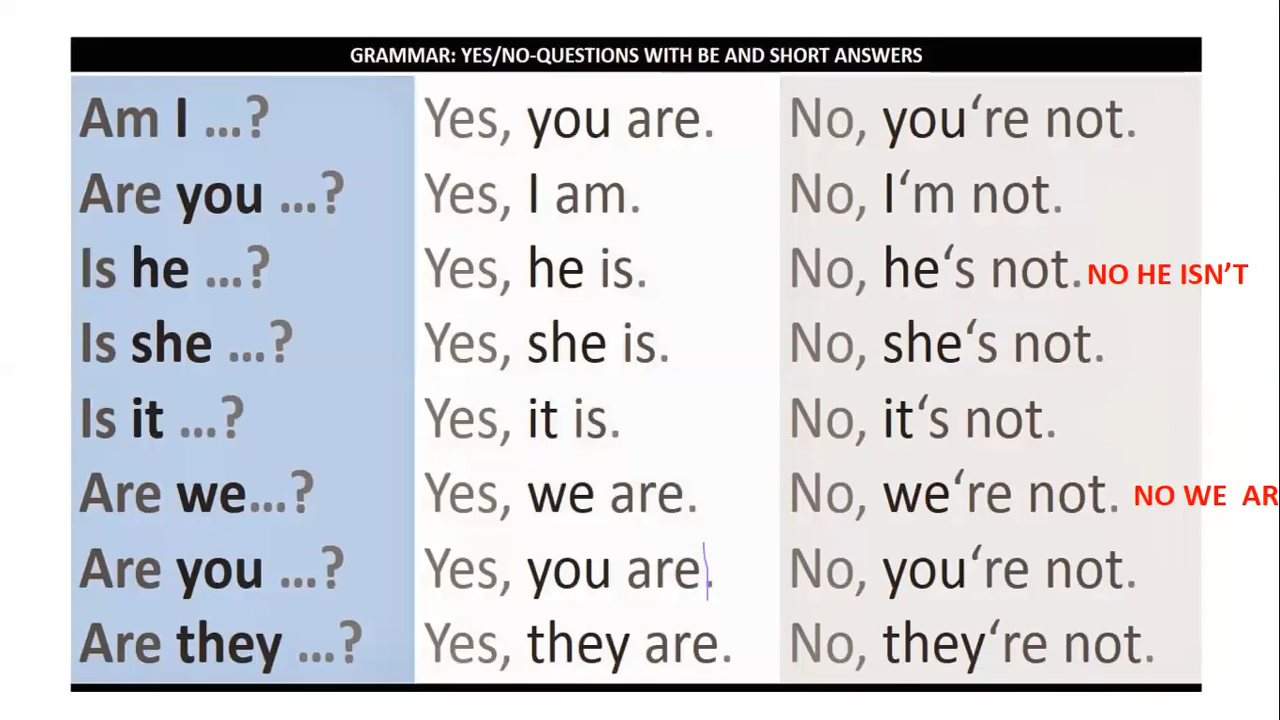 GRAMMAR: YES/NO-QUESTIONS WITH BE AND SHORT ANSWERS
Am I ...? Yes, you are. No, you‘re not.
Are you ...? Yes, I am. No, I‘m not.
Is he ...? Yes, he is. No, he‘s not. NO HE ISN’T
Is she ...? Yes, she is. No, she‘s not.
Is it ...? Yes, it is. No, it‘s not.
Are we...? Yes, we are. No, we‘re not. NO WE AR
Are you ...? Yes, you are. No, you‘re not.
Are they ...? Yes, they are. No, they‘re not.